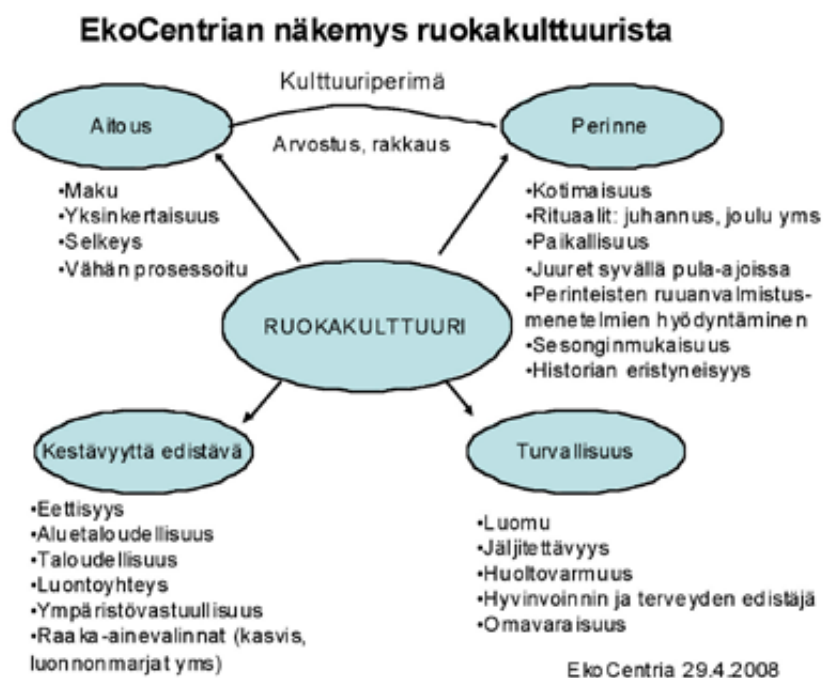 EkoCentrian näkemys ruokakulttuurista
Kulttuuriperimä
Aitous
Perinne
Arvostus, rakkaus
•Maku
•Yksinkertaisuus
•Selkeys
•Vähän prosessoitu
•Kotimaisuus
•Rituaalit: juhannus, joulu yms
•Paikallisuus
•Juuret syvällä pula-ajoissa
•Perinteisten ruuanvalmistus-
menetelmien hyödyntäminen
•Sesonginmukaisuus
•Historian eristyneisyys
RUOKAKULTTUURI
Kestävyyttä edistävä
•Eettisyys
•Aluetaloudellisuus
•Taloudellisuus
•Luontoyhteys
•Ympäristövastuullisuus
•Raaka-ainevalinnat (kasvis,
luonnonmarjat yms)
Turvallisuus
•Luomu
•Jäljitettävyys
•Huoltovarmuus
•Hyvinvoinnin ja terveyden edistäjä
•Omavaraisuus
EkoCentria 29.4.2008